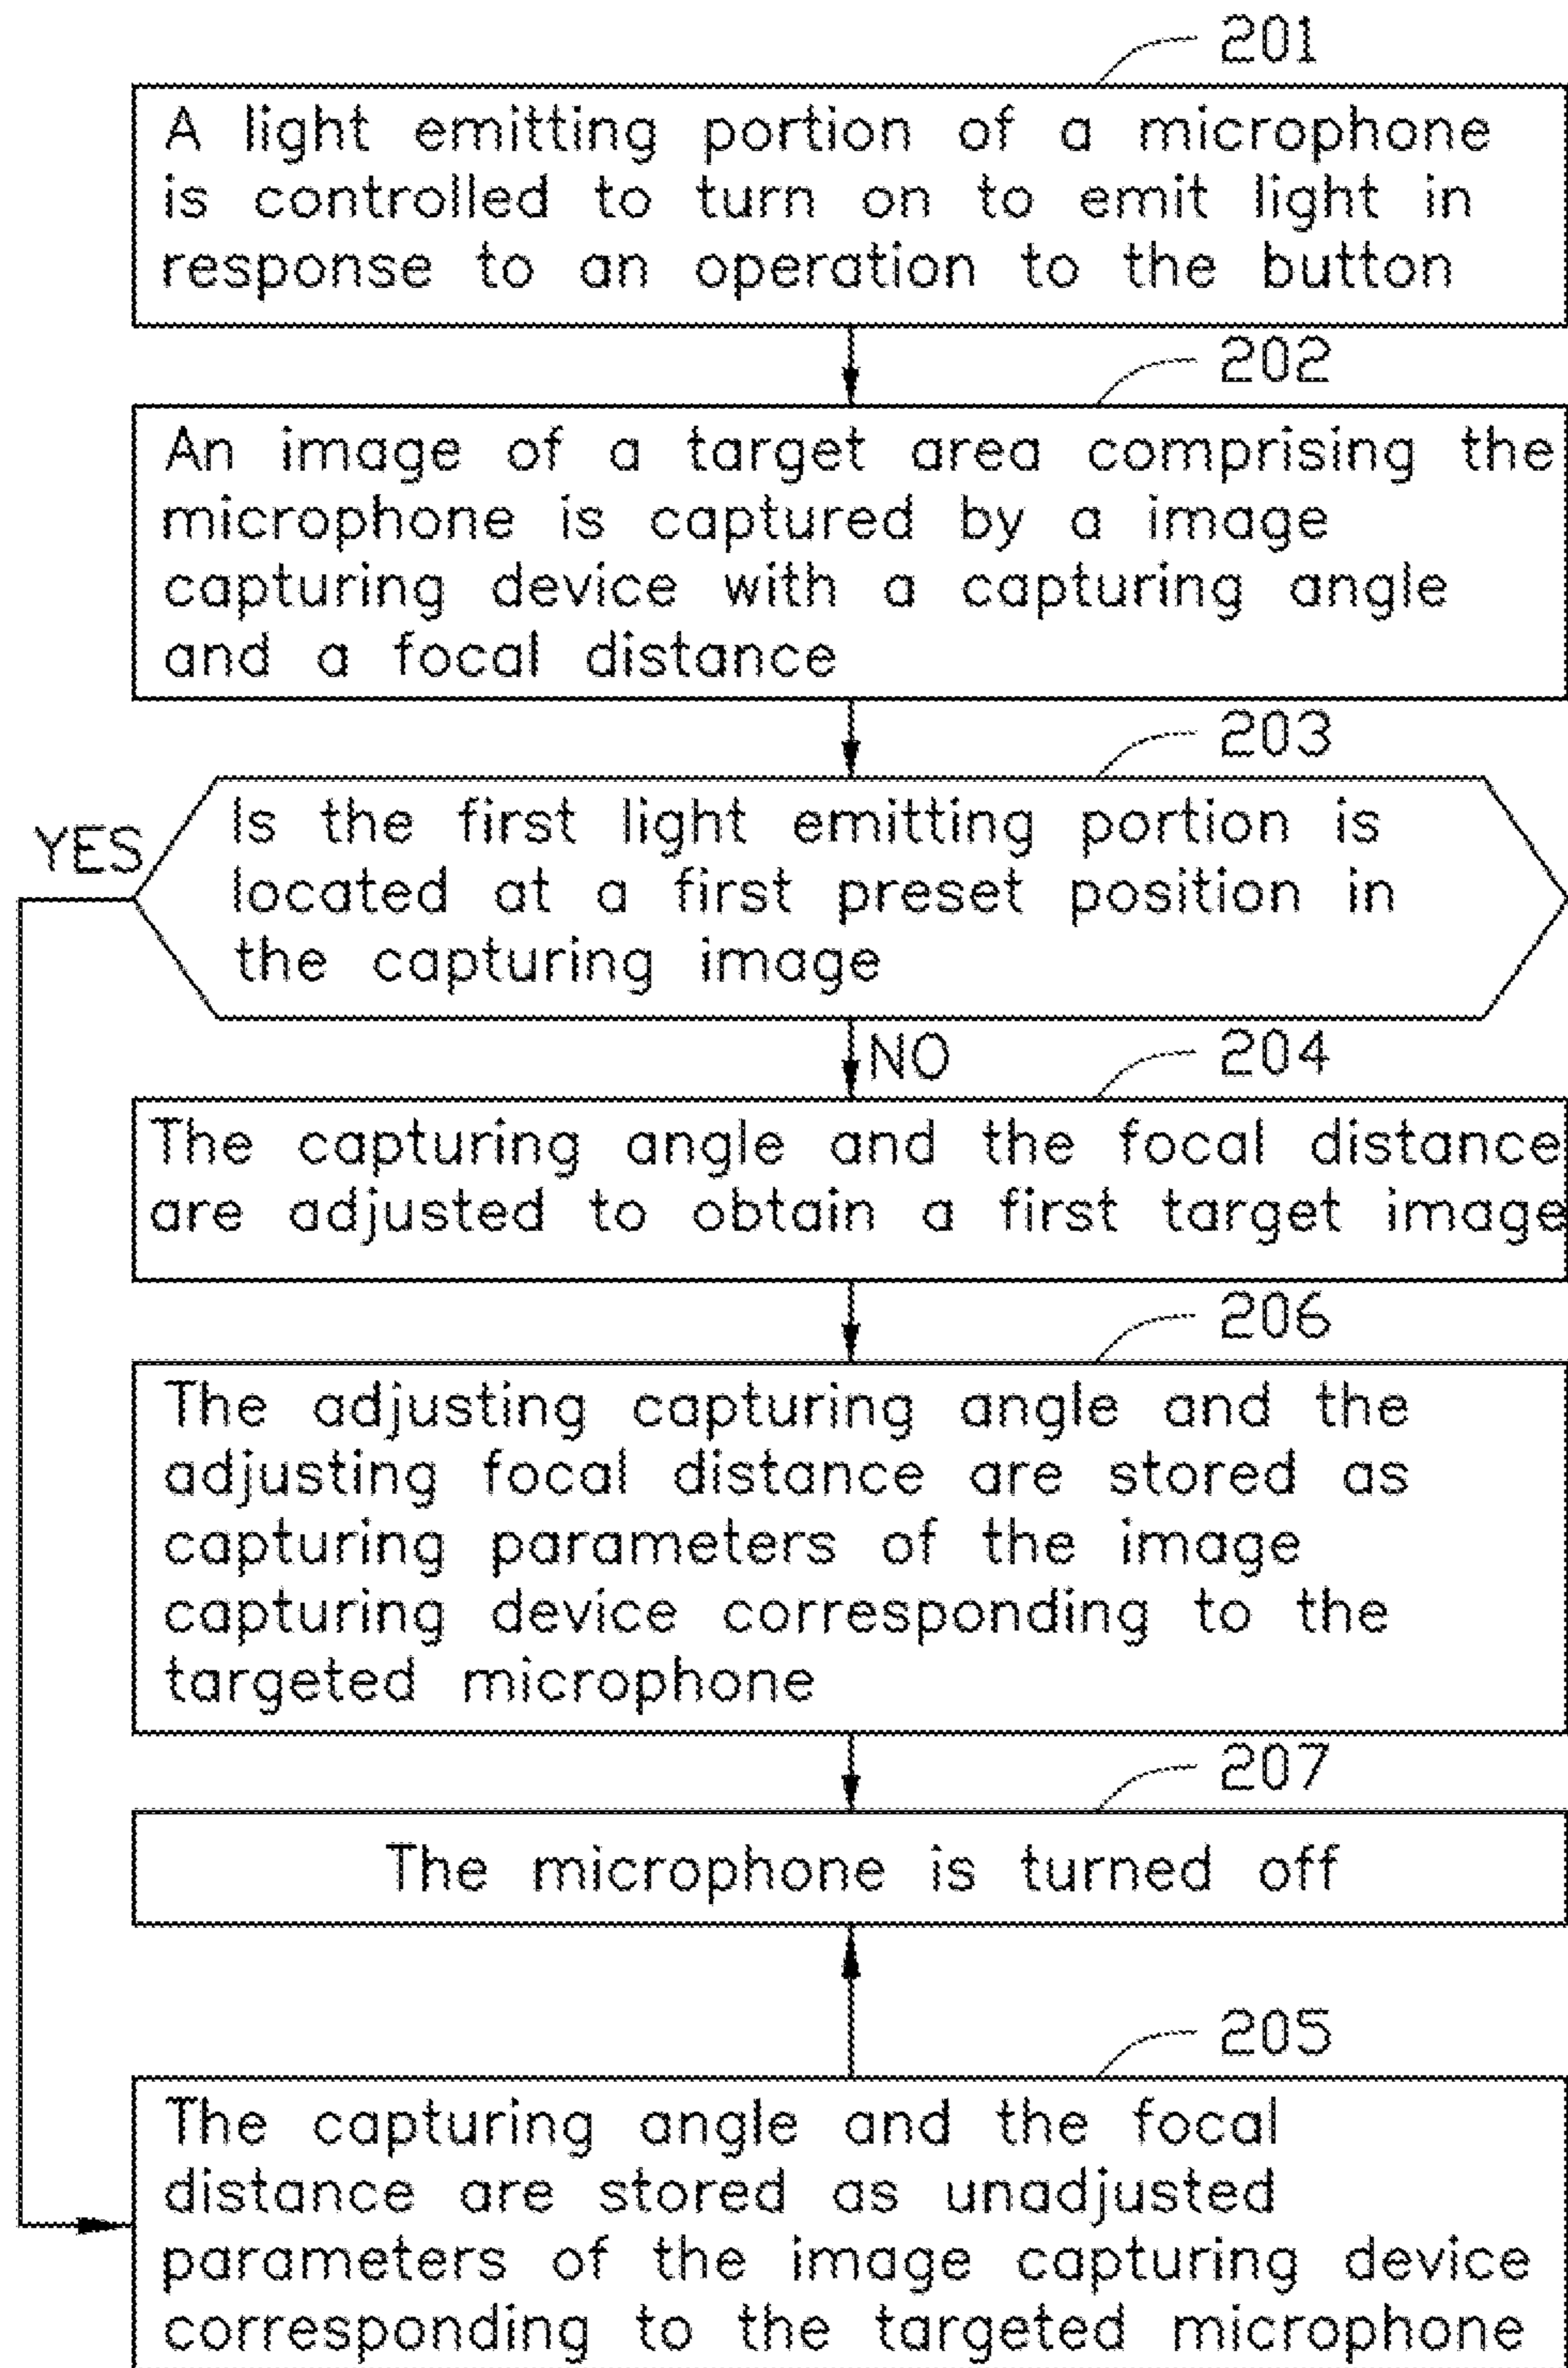 201
A light emitting portion of a microphone
is controlled to turn on to emit light in
response to an operation to the button
202
An image of a target area comprising the
microphone is captured by a image
capturing device with a capturing angle
and a focal distance
203
YES
Is the first light emitting portion is
located at a first preset position in
the capturing image
NO
204
The capturing angle and the focal distance
are adjusted to obtain a first target image
206
The adjusting capturing angle and the
adjusting focal distance are stored as
capturing parameters of the image
capturing device corresponding to the
targeted microphone
207
The microphone is turned off
205
The capturing angle and the focal
distance are stored as unadjusted
parameters of the image capturing device
corresponding to the targeted microphone